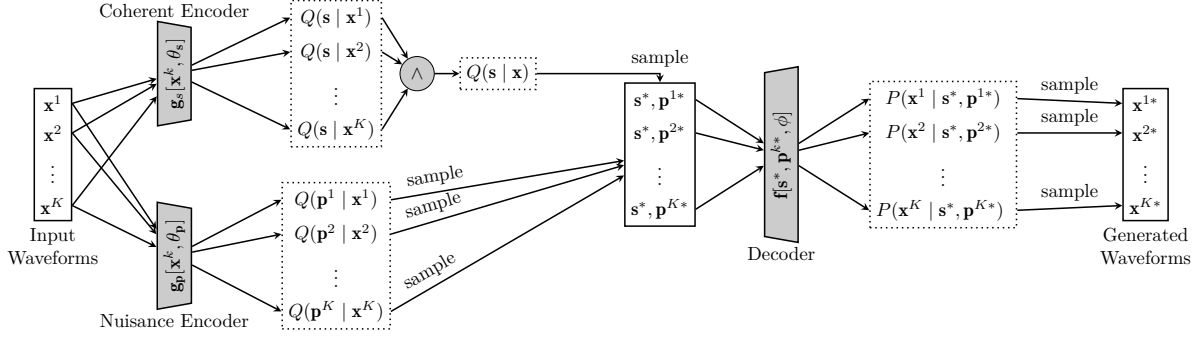 Coherent Encoder
g_s[x^k, θ_s]
Q(s | x^1)
Q(s | x^2)
⋮
Q(s | x^K)
∧
Q(s | x)
sample
x^1
x^2
⋮
x^K
Input
Waveforms
g_p[x^k, θ_p]
Nuisance Encoder
Q(p^1 | x^1)
Q(p^2 | x^2)
⋮
Q(p^K | x^K)
sample
sample
sample
s^*, p^{1*}
s^*, p^{2*}
⋮
s^*, p^{K*}
f[s^*, p^{k*}, ϕ]
Decoder
P(x^1 | s^*, p^{1*})
P(x^2 | s^*, p^{2*})
⋮
P(x^K | s^*, p^{K*})
sample
sample
sample
x^{1*}
x^{2*}
⋮
x^{K*}
Generated
Waveforms